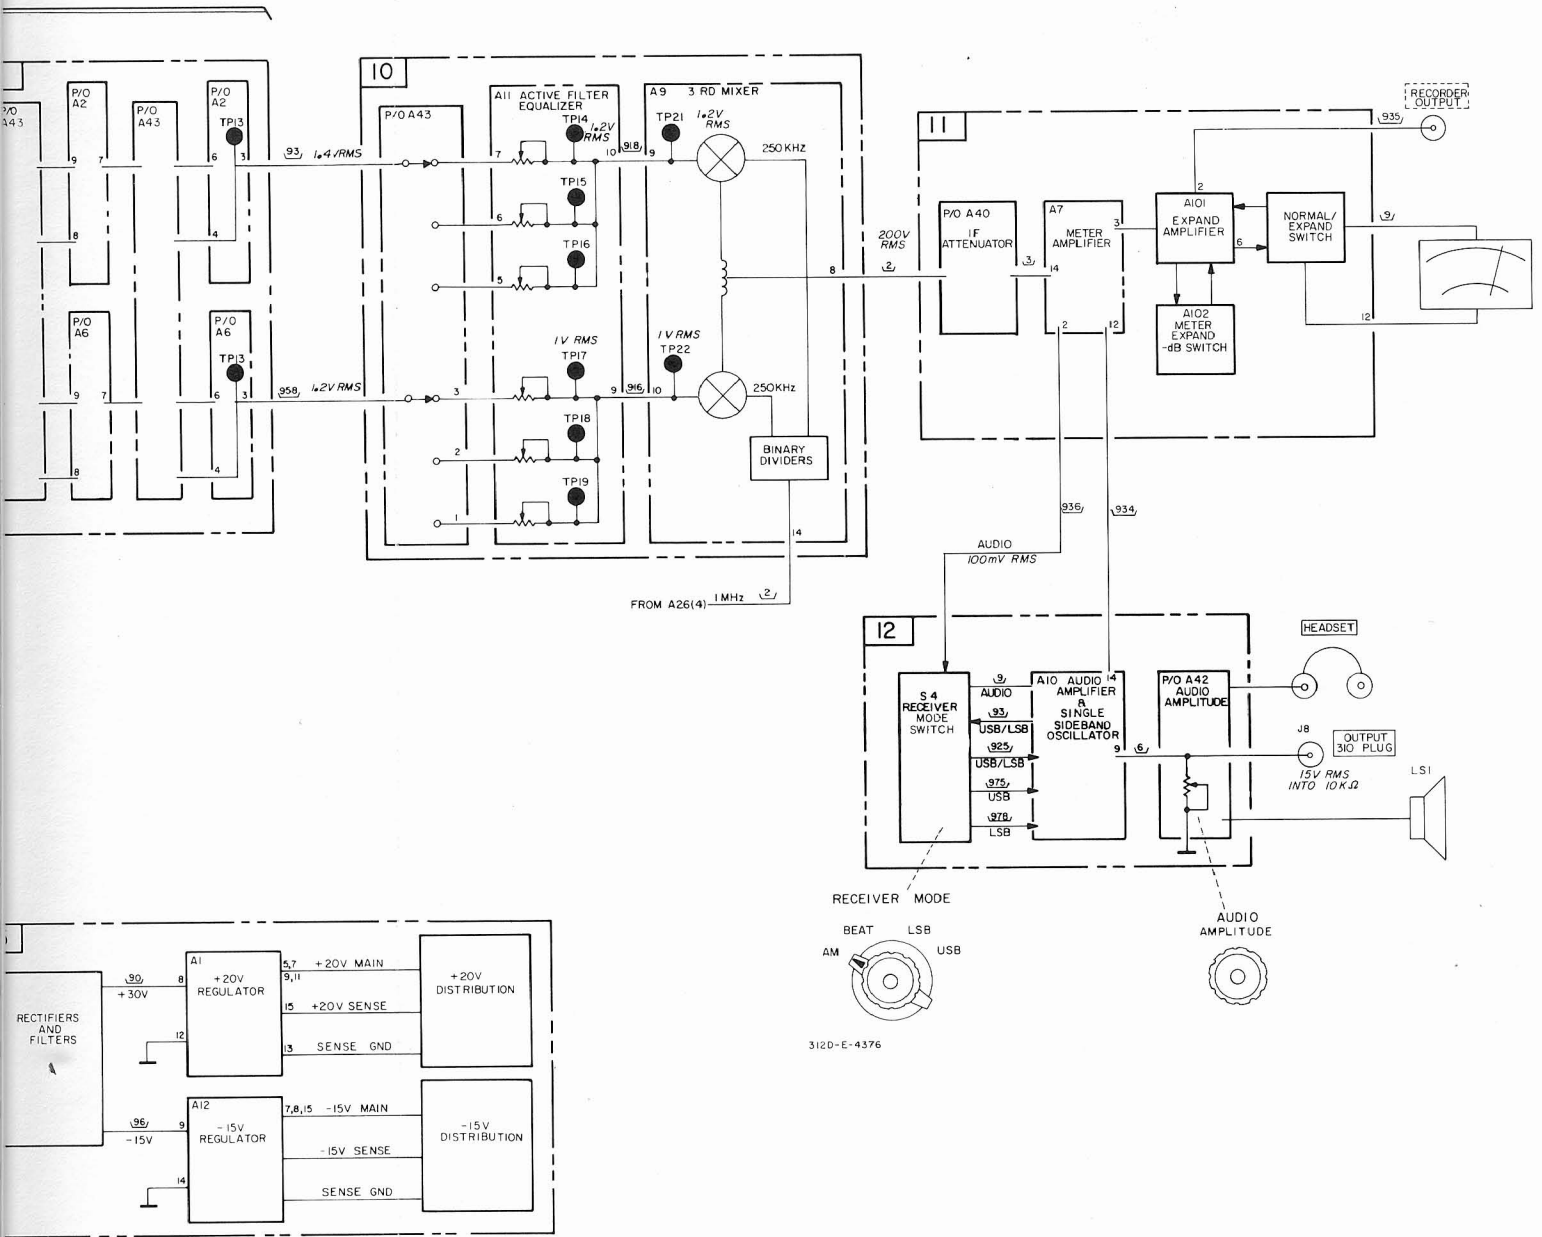 P/O
A43
9
8
P/O
A2
7
P/O
A43
P/O
A2
TP13
6
3
4
93
1.4VRMS
P/O
A6
9
8
7
P/O
A6
TP13
6
3
4
958
1.2V RMS
10
P/O A43
A11 ACTIVE FILTER
EQUALIZER
TP14
1.2V
RMS
7
10
918
9
TP15
6
TP16
5
1V RMS
TP17
3
9
916
10
TP18
2
TP19
1
A9 3 RD MIXER
TP21
1.2V
RMS
250 KHz
8
1 V RMS
TP22
250KHz
BINARY
DIVIDERS
14
FROM A26(4)
1 MHz
2
200V
RMS
2
11
P/O A40
IF
ATTENUATOR
3
A7
METER
AMPLIFIER
14
3
2
12
2
A101
EXPAND
AMPLIFIER
6
A102
METER
EXPAND
-dB SWITCH
NORMAL/
EXPAND
SWITCH
935
RECORDER
OUTPUT
9
12
936
934
AUDIO
100mV RMS
12
S4
RECEIVER
MODE
SWITCH
9
AUDIO
93
USB/LSB
925
USB/LSB
975
USB
978
LSB
A10 AUDIO
AMPLIFIER
&
SINGLE
SIDEBAND
OSCILLATOR
14
9
6
P/O A42
AUDIO
AMPLITUDE
HEADSET
J8
OUTPUT
310 PLUG
15V RMS
INTO 10KΩ
LS1
RECEIVER MODE
AM
BEAT
LSB
USB
AUDIO
AMPLITUDE
312D-E-4376
RECTIFIERS
AND
FILTERS
90
+30V
8
12
A1
+20V
REGULATOR
5,7
9,11
+20V MAIN
15
+20V SENSE
13
SENSE GND
+20V
DISTRIBUTION
96
-15V
9
14
A12
-15V
REGULATOR
7,8,15
-15V MAIN
-15V SENSE
SENSE GND
-15V
DISTRIBUTION